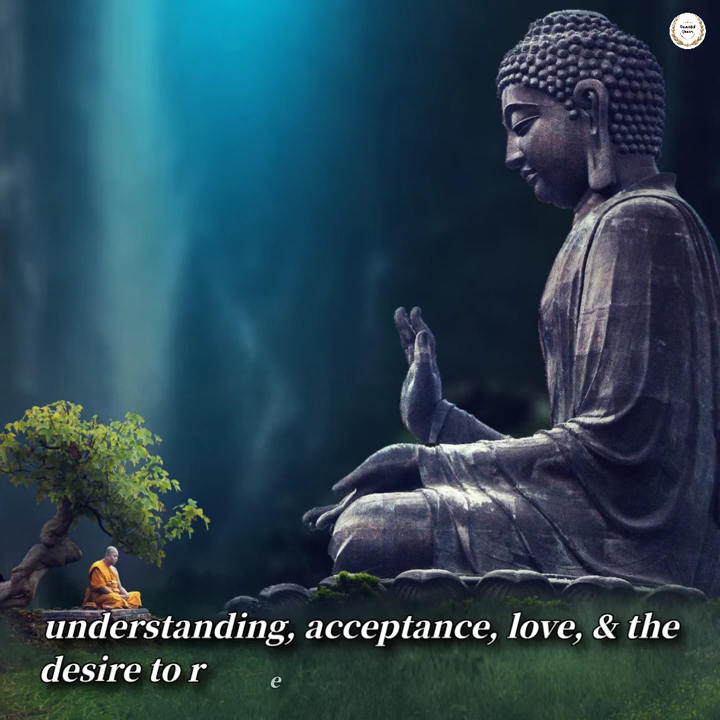 understanding, acceptance, love, & the
desire to r e